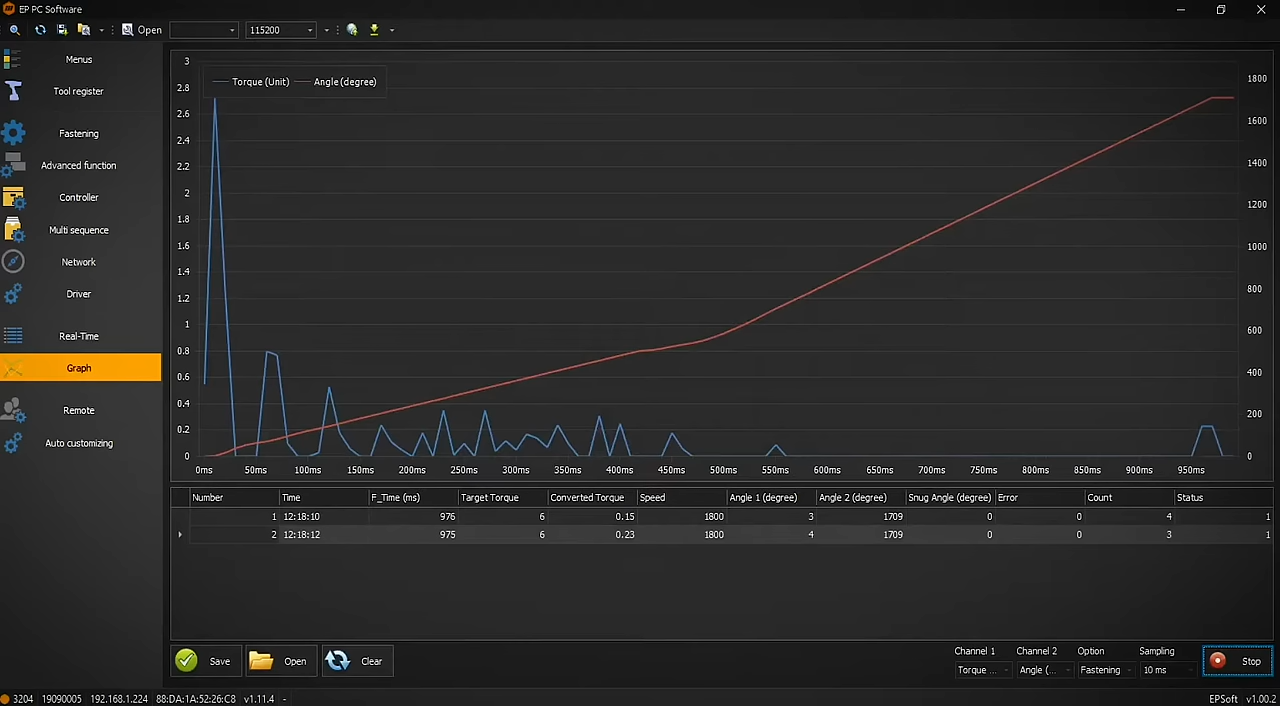 EP PC Software
Open 115200
Menus
Tool register
Fastening
Advanced function
Controller
Multi sequence
Network
Driver
Real-Time
Graph
Remote
Auto customizing
Torque (Unit) Angle (degree)
3
2.8
2.6
2.4
2.2
2
1.8
1.6
1.4
1.2
1
0.8
0.6
0.4
0.2
0
1800
1600
1400
1200
1000
800
600
400
200
0
0ms 50ms 100ms 150ms 200ms 250ms 300ms 350ms 400ms 450ms 500ms 550ms 600ms 650ms 700ms 750ms 800ms 850ms 900ms 950ms
Number Time F_Time (ms) Target Torque Converted Torque Speed Angle 1 (degree) Angle 2 (degree) Snug Angle (degree) Error Count Status
1 12:18:10 975 6 0.15 1800 3 1709 0 0 4 1
2 12:18:12 975 6 0.23 1800 4 1709 0 0 3 1
Save Open Clear
Channel 1 Channel 2 Option Sampling
Torque ... Angle (... Fastening 10 ms Stop
3204 19090005 192.168.1.224 88:DA:1A:52:26:C8 v1.11.4 - EPSoft v1.00.2